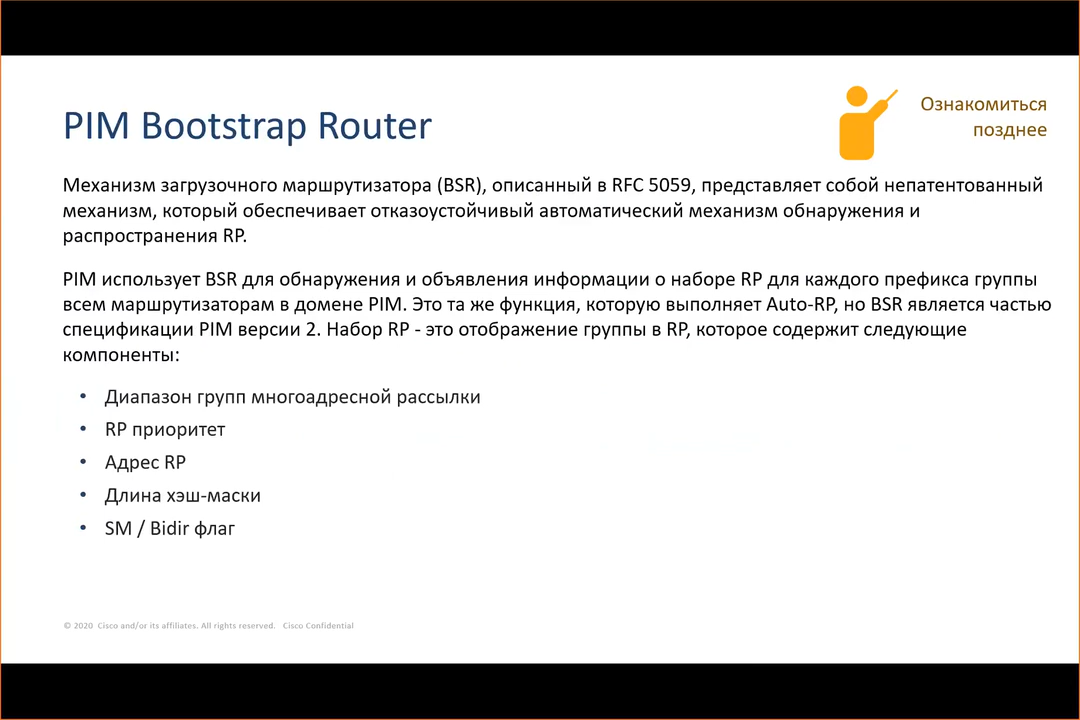 PIM Bootstrap Router
Ознакомиться
позднее
Механизм загрузочного маршрутизатора (BSR), описанный в RFC 5059, представляет собой непатентованный
механизм, который обеспечивает отказоустойчивый автоматический механизм обнаружения и
распространения RP.
PIM использует BSR для обнаружения и объявления информации о наборе RP для каждого префикса группы
всем маршрутизаторам в домене PIM. Это та же функция, которую выполняет Auto-RP, но BSR является частью
спецификации PIM версии 2. Набор RP - это отображение группы в RP, которое содержит следующие
компоненты:
• Диапазон групп многоадресной рассылки
• RP приоритет
• Адрес RP
• Длина хэш-маски
• SM / Bidir флаг
© 2020 Cisco and/or its affiliates. All rights reserved. Cisco Confidential